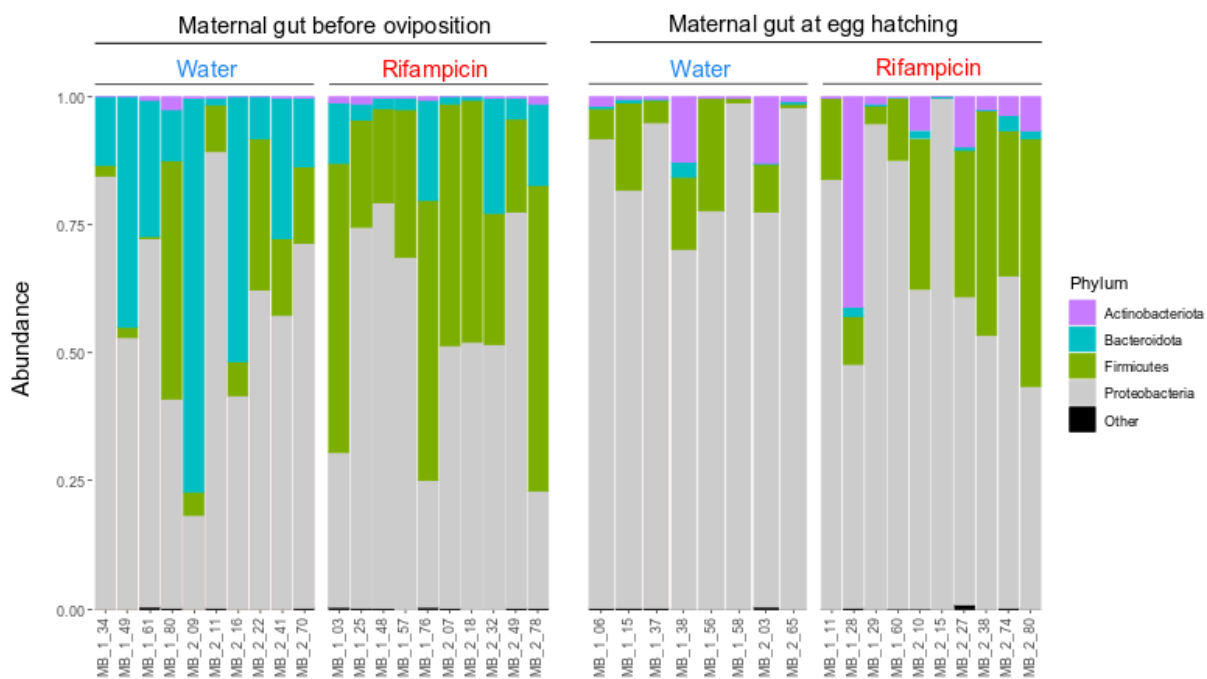 Maternal gut before oviposition
Maternal gut at egg hatching
Water
Rifampicin
Water
Rifampicin
1.00
0.75
0.50
0.25
0.00
Abundance
Phylum
Actinobacteriota
Bacteroidota
Firmicutes
Proteobacteria
Other
MB_1_34
MB_1_49
MB_1_61
MB_1_80
MB_2_09
MB_2_11
MB_2_16
MB_2_22
MB_2_41
MB_2_70
MB_1_03
MB_1_25
MB_1_48
MB_1_57
MB_1_76
MB_2_07
MB_2_18
MB_2_32
MB_2_49
MB_2_78
MB_1_06
MB_1_15
MB_1_37
MB_1_38
MB_1_56
MB_1_58
MB_2_03
MB_2_65
MB_1_11
MB_1_28
MB_1_29
MB_1_60
MB_2_10
MB_2_15
MB_2_27
MB_2_38
MB_2_74
MB_2_80